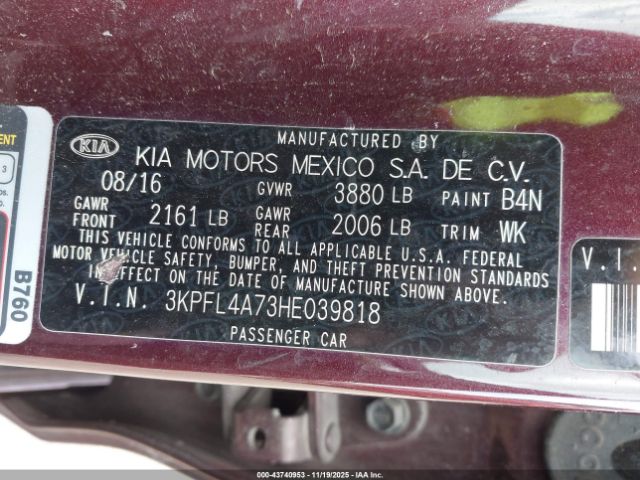 MANUFACTURED BY
KIA KIA MOTORS MEXICO S.A. DE C.V.
08/16 GVWR 3880 LB PAINT B4N
GAWR FRONT 2161 LB GAWR REAR 2006 LB TRIM WK
THIS VEHICLE CONFORMS TO ALL APPLICABLE U.S.A. FEDERAL
MOTOR VEHICLE SAFETY, BUMPER, AND THEFT PREVENTION STANDARDS
IN EFFECT ON THE DATE OF MANUFACTURE SHOWN ABOVE.
V.I.N. 3KPFL4A73HE039818
PASSENGER CAR
3
B760
V.I.
000-43740953 - 11/19/2025 - IAAI.COM